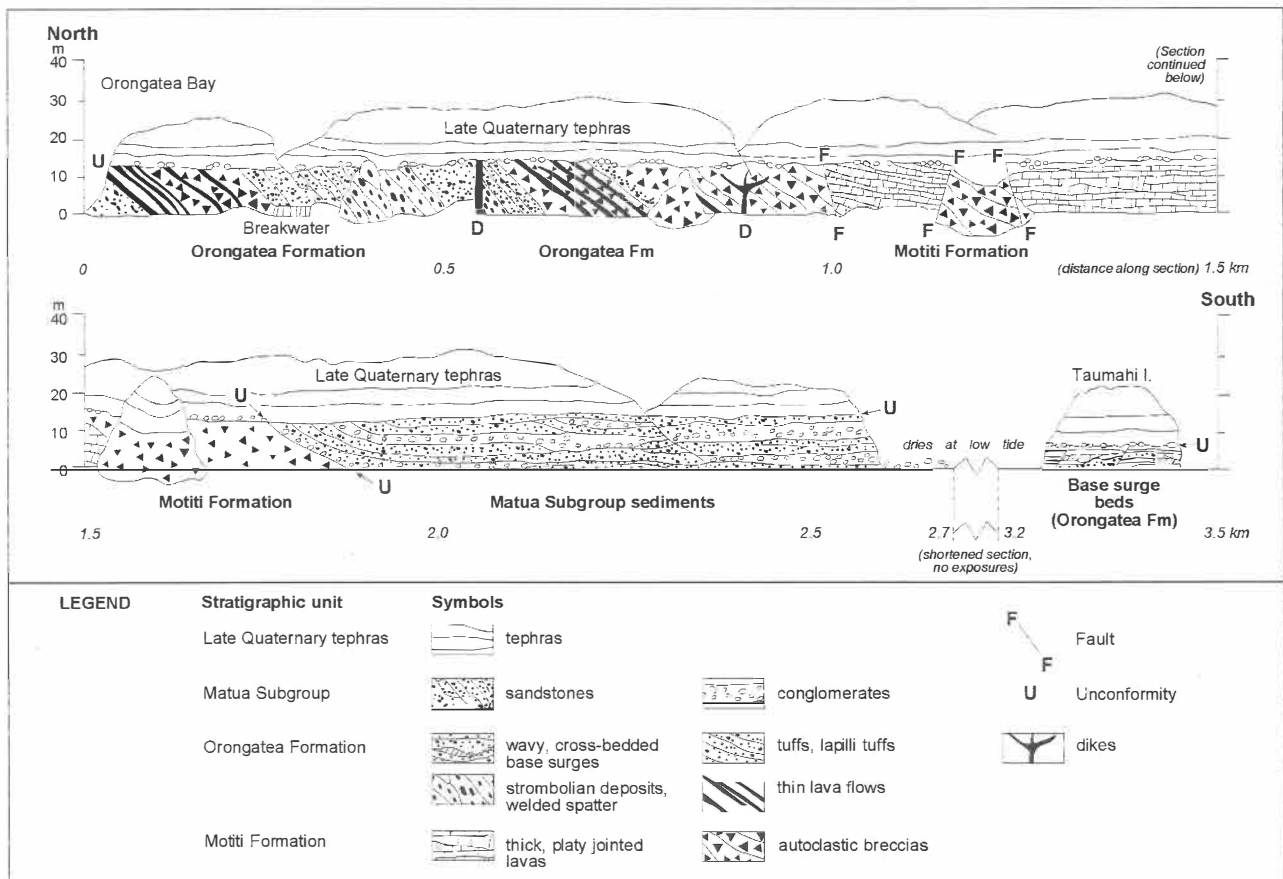 North
m
40
30
20
10
0
Orongatea Bay
Late Quaternary tephras
(Section
continued
below)
U
F
F
F
Breakwater
D
D
F
F
F
Orongatea Formation
Orongatea Fm
Motiti Formation
0
0.5
1.0
(distance along section) 1.5 km
South
m
40
30
20
10
0
Late Quaternary tephras
U
U
Taumahi I.
U
dries at low tide
U
Motiti Formation
Matua Subgroup sediments
Base surge
beds
(Orongatea Fm)
1.5
2.0
2.5
2.7
3.2
3.5 km
(shortened section,
no exposures)
LEGEND
Stratigraphic unit
Symbols
Late Quaternary tephras
tephras
F
F
Fault
Matua Subgroup
sandstones
conglomerates
U
Unconformity
Orongatea Formation
wavy, cross-bedded
base surges
tuffs, lapilli tuffs
dikes
strombolian deposits,
welded spatter
thin lava flows
Motiti Formation
thick, platy jointed
lavas
autoclastic breccias